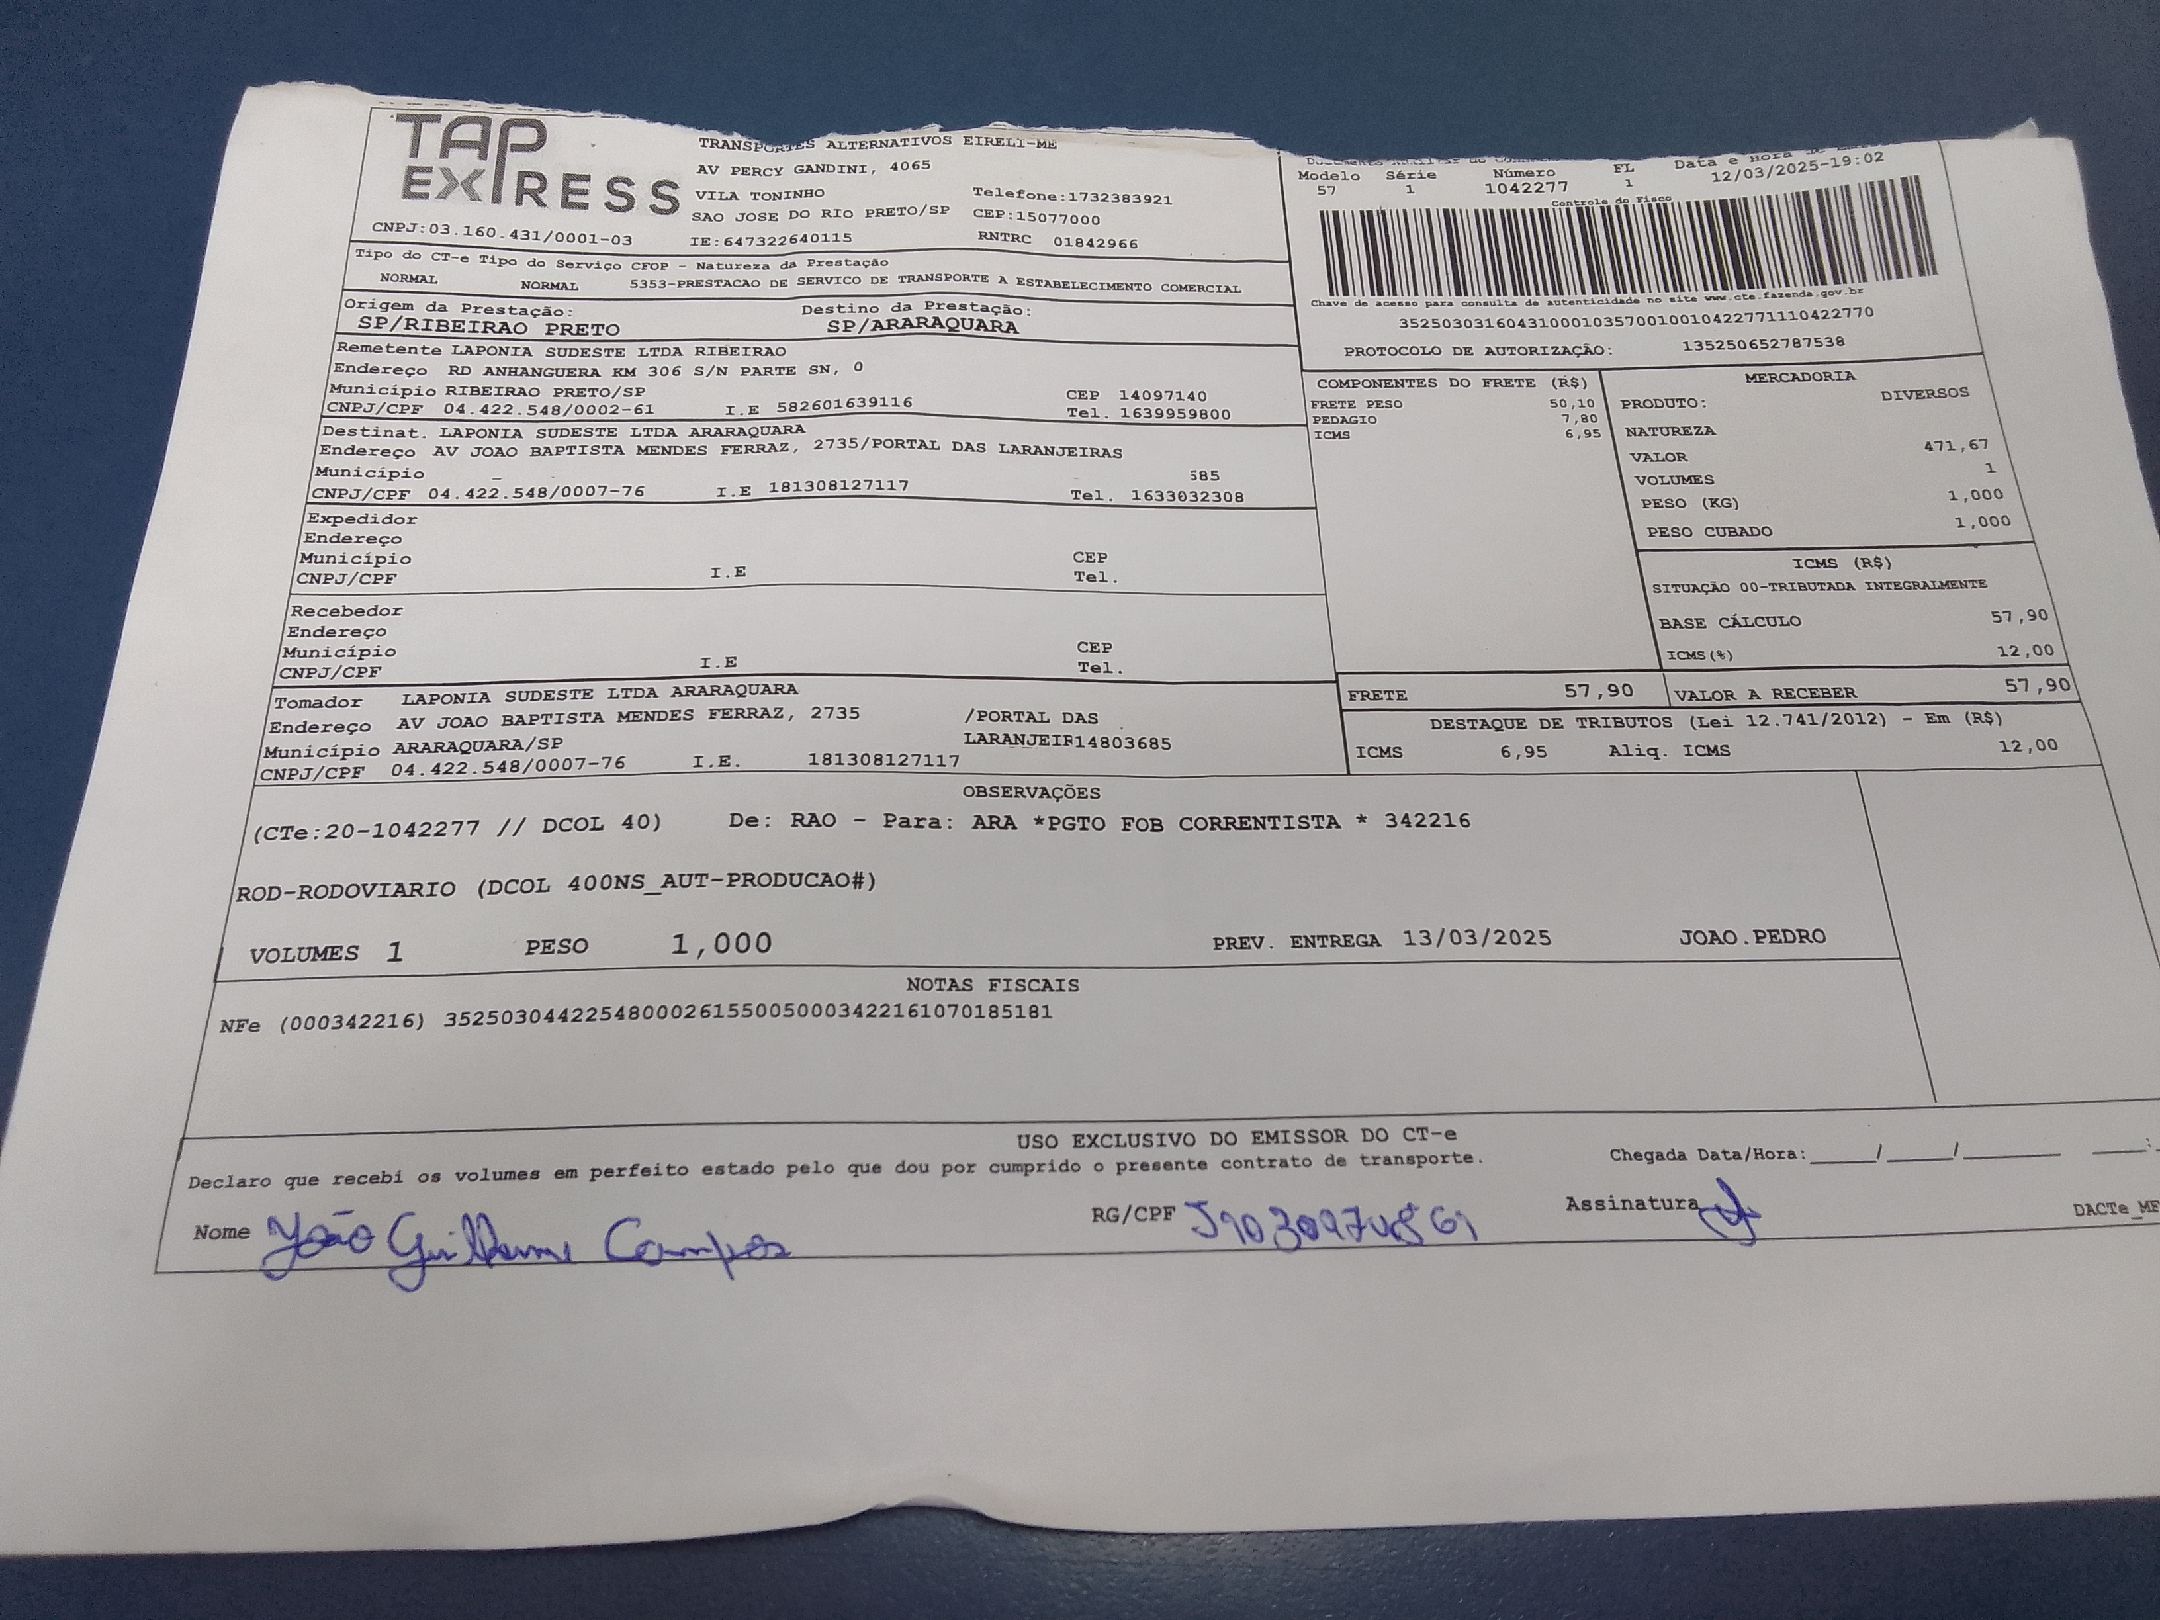 TAP EXPRESS
TRANSPORTES ALTERNATIVOS EIRELI-ME
AV PERCY GANDINI, 4065
VILA TONINHO Telefone:1732383921
SAO JOSE DO RIO PRETO/SP CEP:15077000
CNPJ:03.160.431/0001-03 IE:647322640115 RNTRC 01842966
Data e Hora
Modelo Série Número FL
57 1 1042277 1 12/03/2025-19:02
Controle do Fisco
Chave de acesso para consulta de autenticidade no site www.cte.fazenda.gov.br
35250303160431000103570010010422771110422770
PROTOCOLO DE AUTORIZAÇÃO: 135250652787538
Tipo do CT-e Tipo do Serviço CFOP - Natureza da Prestação
NORMAL NORMAL 5353-PRESTACAO DE SERVICO DE TRANSPORTE A ESTABELECIMENTO COMERCIAL
Origem da Prestação: Destino da Prestação:
SP/RIBEIRAO PRETO SP/ARARAQUARA
Remetente LAPONIA SUDESTE LTDA RIBEIRAO
Endereço RD ANHANGUERA KM 306 S/N PARTE SN, 0
Município RIBEIRAO PRETO/SP CEP 14097140
CNPJ/CPF 04.422.548/0002-61 I.E 582601639116 Tel. 1639959800
Destinat. LAPONIA SUDESTE LTDA ARARAQUARA
Endereço AV JOAO BAPTISTA MENDES FERRAZ, 2735/PORTAL DAS LARANJEIRAS
Município 585
CNPJ/CPF 04.422.548/0007-76 I.E 181308127117 Tel. 1633032308
Expedidor
Endereço
Município CEP
CNPJ/CPF I.E Tel.
Recebedor
Endereço
Município CEP
CNPJ/CPF I.E Tel.
Tomador LAPONIA SUDESTE LTDA ARARAQUARA
Endereço AV JOAO BAPTISTA MENDES FERRAZ, 2735 /PORTAL DAS
Município ARARAQUARA/SP LARANJEIR14803685
CNPJ/CPF 04.422.548/0007-76 I.E. 181308127117
COMPONENTES DO FRETE (R$)
FRETE PESO 50,10
PEDAGIO 7,80
ICMS 6,95
MERCADORIA
PRODUTO: DIVERSOS
NATUREZA
VALOR 471,67
VOLUMES 1
PESO (KG) 1,000
PESO CUBADO 1,000
ICMS (R$)
SITUAÇÃO 00-TRIBUTADA INTEGRALMENTE
BASE CÁLCULO 57,90
ICMS(%) 12,00
FRETE 57,90 VALOR A RECEBER 57,90
DESTAQUE DE TRIBUTOS (Lei 12.741/2012) - Em (R$)
ICMS 6,95 Aliq. ICMS 12,00
OBSERVAÇÕES
(CTe:20-1042277 // DCOL 40) De: RAO - Para: ARA *PGTO FOB CORRENTISTA * 342216
ROD-RODOVIARIO (DCOL 400NS_AUT-PRODUCAO#)
VOLUMES 1 PESO 1,000 PREV. ENTREGA 13/03/2025 JOAO.PEDRO
NOTAS FISCAIS
NFe (000342216) 35250304422548000261550050003422161070185181
USO EXCLUSIVO DO EMISSOR DO CT-e
Declaro que recebi os volumes em perfeito estado pelo que dou por cumprido o presente contrato de transporte. Chegada Data/Hora:____/____/______ ____:
Nome João Guilherme Campos RG/CPF Assinatura DACTe_ME